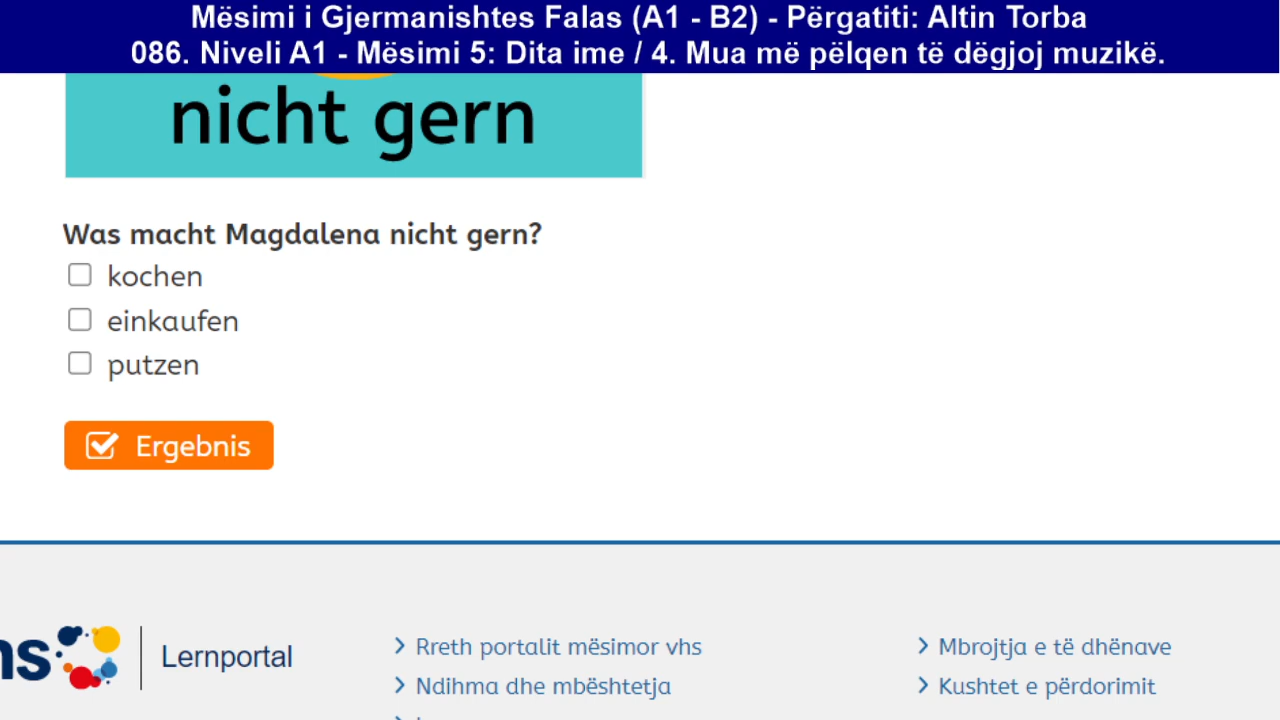 Mësimi i Gjermanishtes Falas (A1 - B2) - Përgatiti: Altin Torba
086. Niveli A1 - Mësimi 5: Dita ime / 4. Mua më pëlqen të dëgjoj muzikë.
nicht gern
Was macht Magdalena nicht gern?
kochen
einkaufen
putzen
Ergebnis
Lernportal
Rreth portalit mësimor vhs
Ndihma dhe mbështetja
Mbrojtja e të dhënave
Kushtet e përdorimit